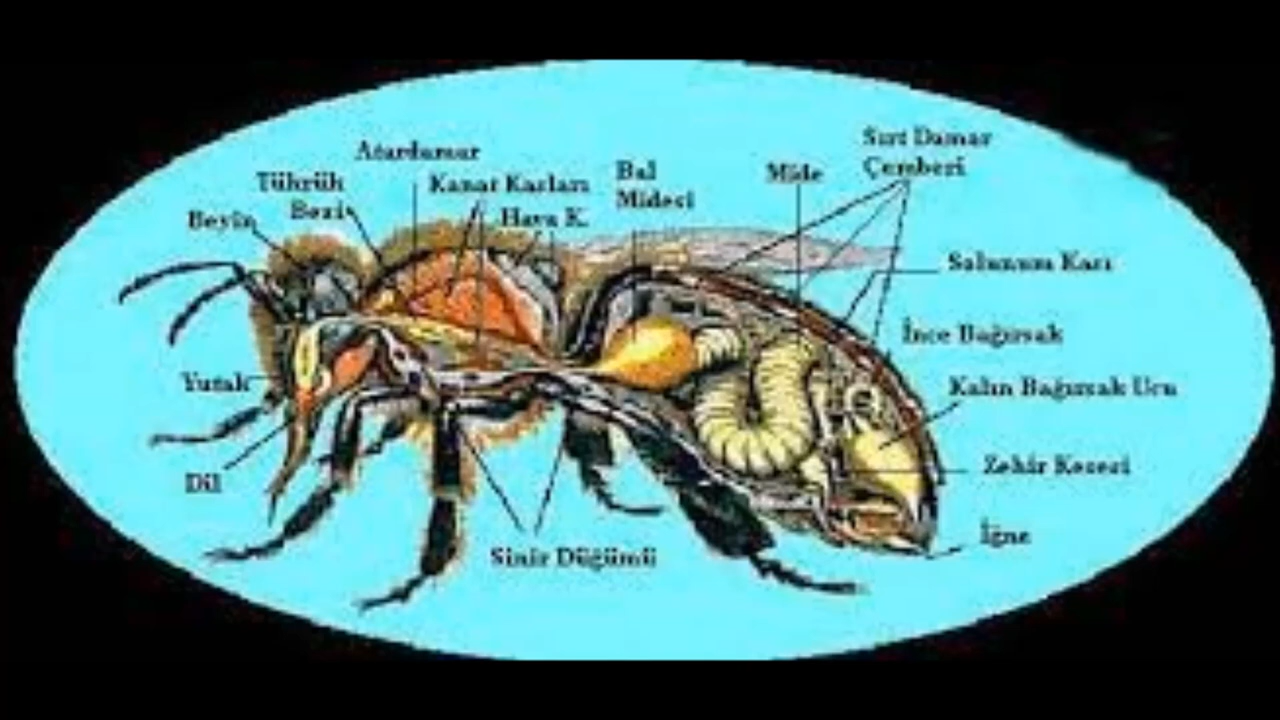 Atardamar
Tükrük
Bezi
Kanat Kasları
Hava K.
Beyin
Bal
Midesi
Mide
Sırt Damar
Çemberi
Solunum Karı
İnce Bağırsak
Yutak
Kalın Bağırsak Ucu
Dil
Zehir Kesesi
Sinir Düğümü
İğne